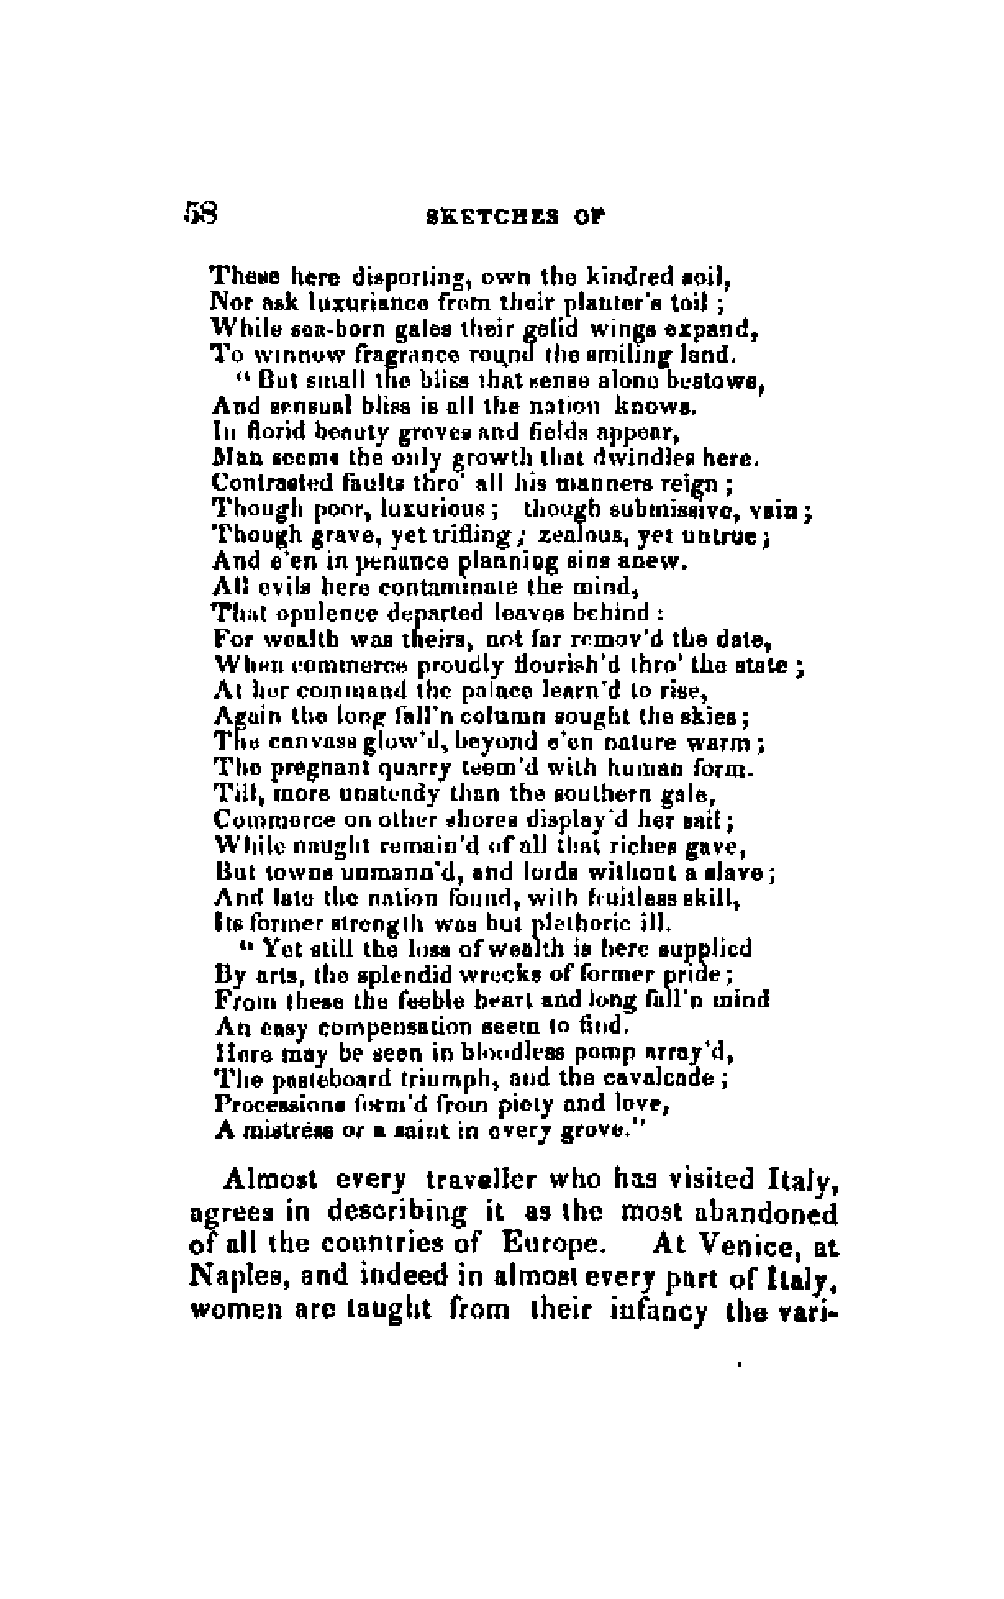 58 SKETCHES OF
These here disporting, own the kindred soil,
Nor ask luxuriance from their planter's toil;
While sea-born gales their gelid wings expand,
To winnow fragrance round the smiling land.
"But small the bliss that sense alone bestows,
And sensual bliss is all the nation knows.
In florid beauty groves and fields appear,
Man seems the only growth that dwindles here.
Contrasted faults thro' all his manners reign;
Though poor, luxurious; though submissive, vain;
Though grave, yet trifling; zealous, yet untrue;
And e'en in penance planning sins anew.
All evils here contaminate the mind,
That opulence departed leaves behind:
For wealth was theirs, not far remov'd the date,
When commerce proudly flourish'd thro' the state;
At her command the palace learn'd to rise,
Again the long fall'n column sought the skies;
The canvass glow'd, beyond e'en nature warm;
The pregnant quarry teem'd with human form.
Till, more unsteady than the southern gale,
Commerce on other shores display'd her sail;
While naught remain'd of all that riches gave,
But towns unmann'd, and lords without a slave;
And late the nation found, with fruitless skill,
Its former strength was but plethoric ill.
"Yet still the loss of wealth is here supplied
By arts, the splendid wrecks of former pride;
From these the feeble heart and long fall'n mind
An easy compensation seem to find.
Here may be seen in bloodless pomp array'd,
The pasteboard triumph, and the cavalcade;
Processions form'd from piety and love,
A mistress or a saint in every grove."
Almost every traveller who has visited Italy,
agrees in describing it as the most abandoned
of all the countries of Europe. At Venice, at
Naples, and indeed in almost every part of Italy,
women are taught from their infancy the vari-